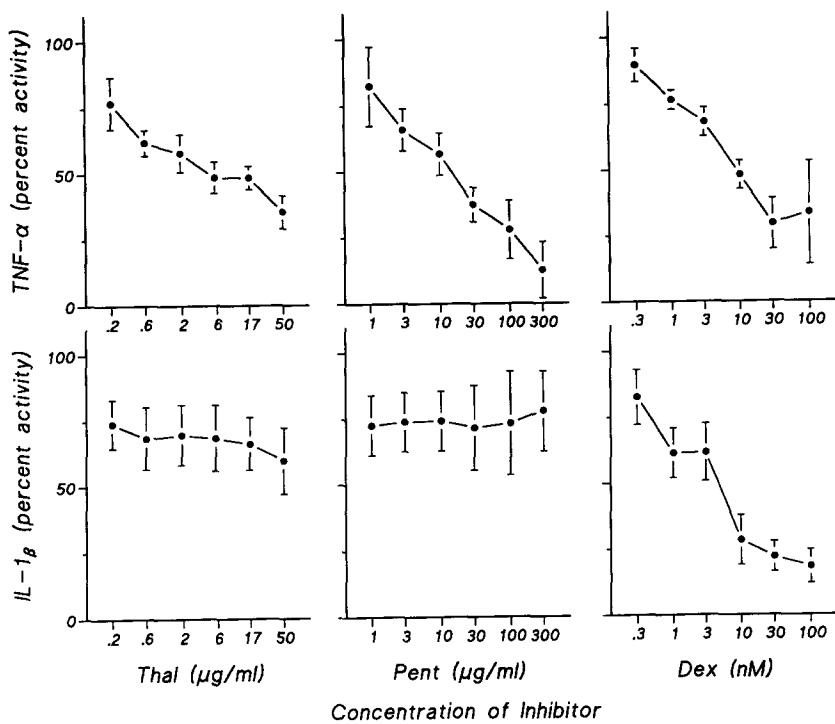 TNF-α (percent activity)
100
50
0
.2 .6 2 6 17 50
1 3 10 30 100 300
.3 1 3 10 30 100
IL-1β (percent activity)
100
50
0
.2 .6 2 6 17 50
1 3 10 30 100 300
.3 1 3 10 30 100
Thal (μg/ml)
Pent (μg/ml)
Dex (nM)
Concentration of Inhibitor